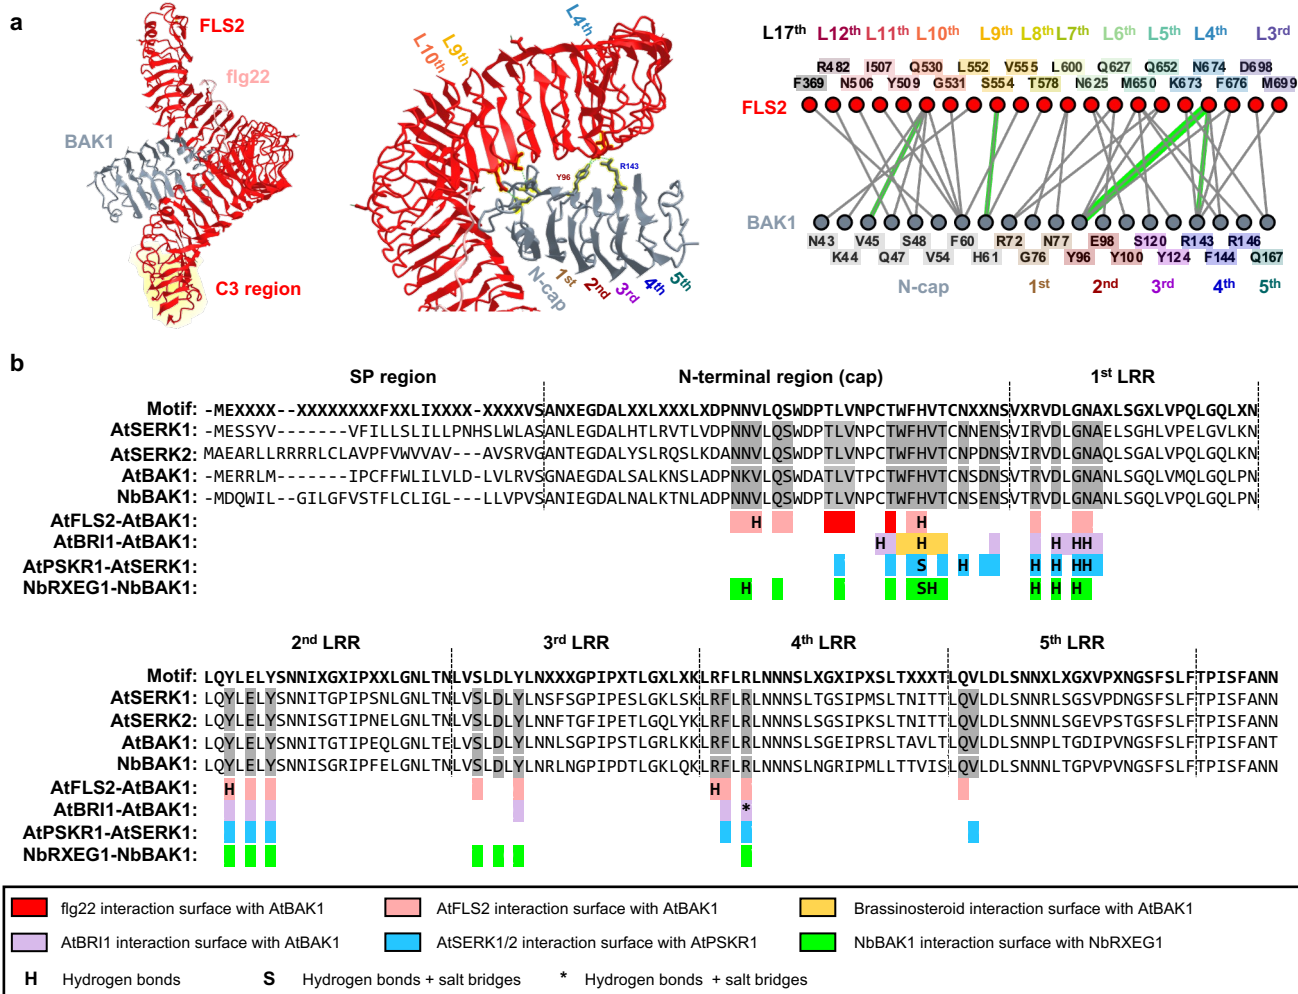 a
FLS2
flg22
BAK1
C3 region
L10th
L9th
L4th
Y96
R143
N-cap
1st
2nd
3rd
4th
5th
L17th L12th L11th L10th L9th L8th L7th L6th L5th L4th L3rd
R482 I507 Q530 L552 V555 L600 Q627 Q652 N674 D698
F369 N506 Y509 G531 S554 T578 N625 M650 K673 F676 M699
FLS2
BAK1
N43 V45 S48 F60 R72 N77 E98 S120 R143 R146
K44 Q47 V54 H61 G76 Y96 Y100 Y124 F144 Q167
N-cap 1st 2nd 3rd 4th 5th
b
SP region N-terminal region (cap) 1st LRR
Motif: -MEXXXX--XXXXXXXXFXXLIXXXX-XXXXVSANXEGDALXXLXXXLXDPNNVLQSWDPTLVNPCTWFHVTCNXXNSVXRVDLGNAXLSGXLVPQLGQLXN
AtSERK1: -MESSYV-------VFILLSLILLPNHSLWLASANLEGDALHTLRVTLVDPNNVLQSWDPTLVNPCTWFHVTCNNENSVIRVDLGNAELSGHLVPELGVLKN
AtSERK2: MAEARLLRRRRRLCLAVPFVWVVAV---AVSRVGANTEGDALYSLRQSLKDANNVLQSWDPTLVNPCTWFHVTCNPDNSVIRVDLGNAQLSGALVPQLGQLKN
AtBAK1: -MERRLM-------IPCFFWLILVLD-LVLRVSGNAEGDALSALKNSLADPNKVLQSWDATLVTPCTWFHVTCNSDNSVTRVDLGNANLSGQLVMQLGQLPN
NbBAK1: -MDQWIL--GILGFVSTFLCLIGL---LLVPVSANIEGDALNALKTNLADPNNVLQSWDPTLVNPCTWFHVTCNSENSVTRVDLGNANLSGQLVPQLGQLPN
AtFLS2-AtBAK1: H H
AtBRI1-AtBAK1: H H H HH
AtPSKR1-AtSERK1: S H H H HH
NbRXEG1-NbBAK1: H SH H H H
2nd LRR 3rd LRR 4th LRR 5th LRR
Motif: LQYLELYSNNIXGXIPXXLGNLTNLVSLDLYLNXXXGPIPXTLGXLXKLRFLRLNNNSLXGXIPXSLTXXXTLQVLDLSNNXLXGXVPXNGSFSLFTPISFANN
AtSERK1: LQYLELYSNNITGPIPSNLGNLTNLVSLDLYLNSFSGPIPESLGKLSKLRFLRLNNNSLTGSIPMSLTNITTLQVLDLSNNRLSGSVPDNGSFSLFTPISFANN
AtSERK2: LQYLELYSNNISGTIPNELGNLTNLVSLDLYLNNFTGFIPETLGQLYKLRFLRLNNNSLSGSIPKSLTNITTLQVLDLSNNNLSGEVPSTGSFSLFTPISFANN
AtBAK1: LQYLELYSNNITGTIPEQLGNLTELVSLDLYLNNLSGPIPSTLGRLKKLRFLRLNNNSLSGEIPRSLTAVLTLQVLDLSNNPLTGDIPVNGSFSLFTPISFANT
NbBAK1: LQYLELYSNNISGRIPFELGNLTNLVSLDLYLNRLNGPIPDTLGKLQKLRFLRLNNNSLNGRIPMLLTTVISLQVLDLSNNNLTGPVPVNGSFSLFTPISFANN
AtFLS2-AtBAK1: H H
AtBRI1-AtBAK1: *
AtPSKR1-AtSERK1:
NbRXEG1-NbBAK1:
flg22 interaction surface with AtBAK1 AtFLS2 interaction surface with AtBAK1 Brassinosteroid interaction surface with AtBAK1
AtBRI1 interaction surface with AtBAK1 AtSERK1/2 interaction surface with AtPSKR1 NbBAK1 interaction surface with NbRXEG1
H Hydrogen bonds S Hydrogen bonds + salt bridges * Hydrogen bonds + salt bridges